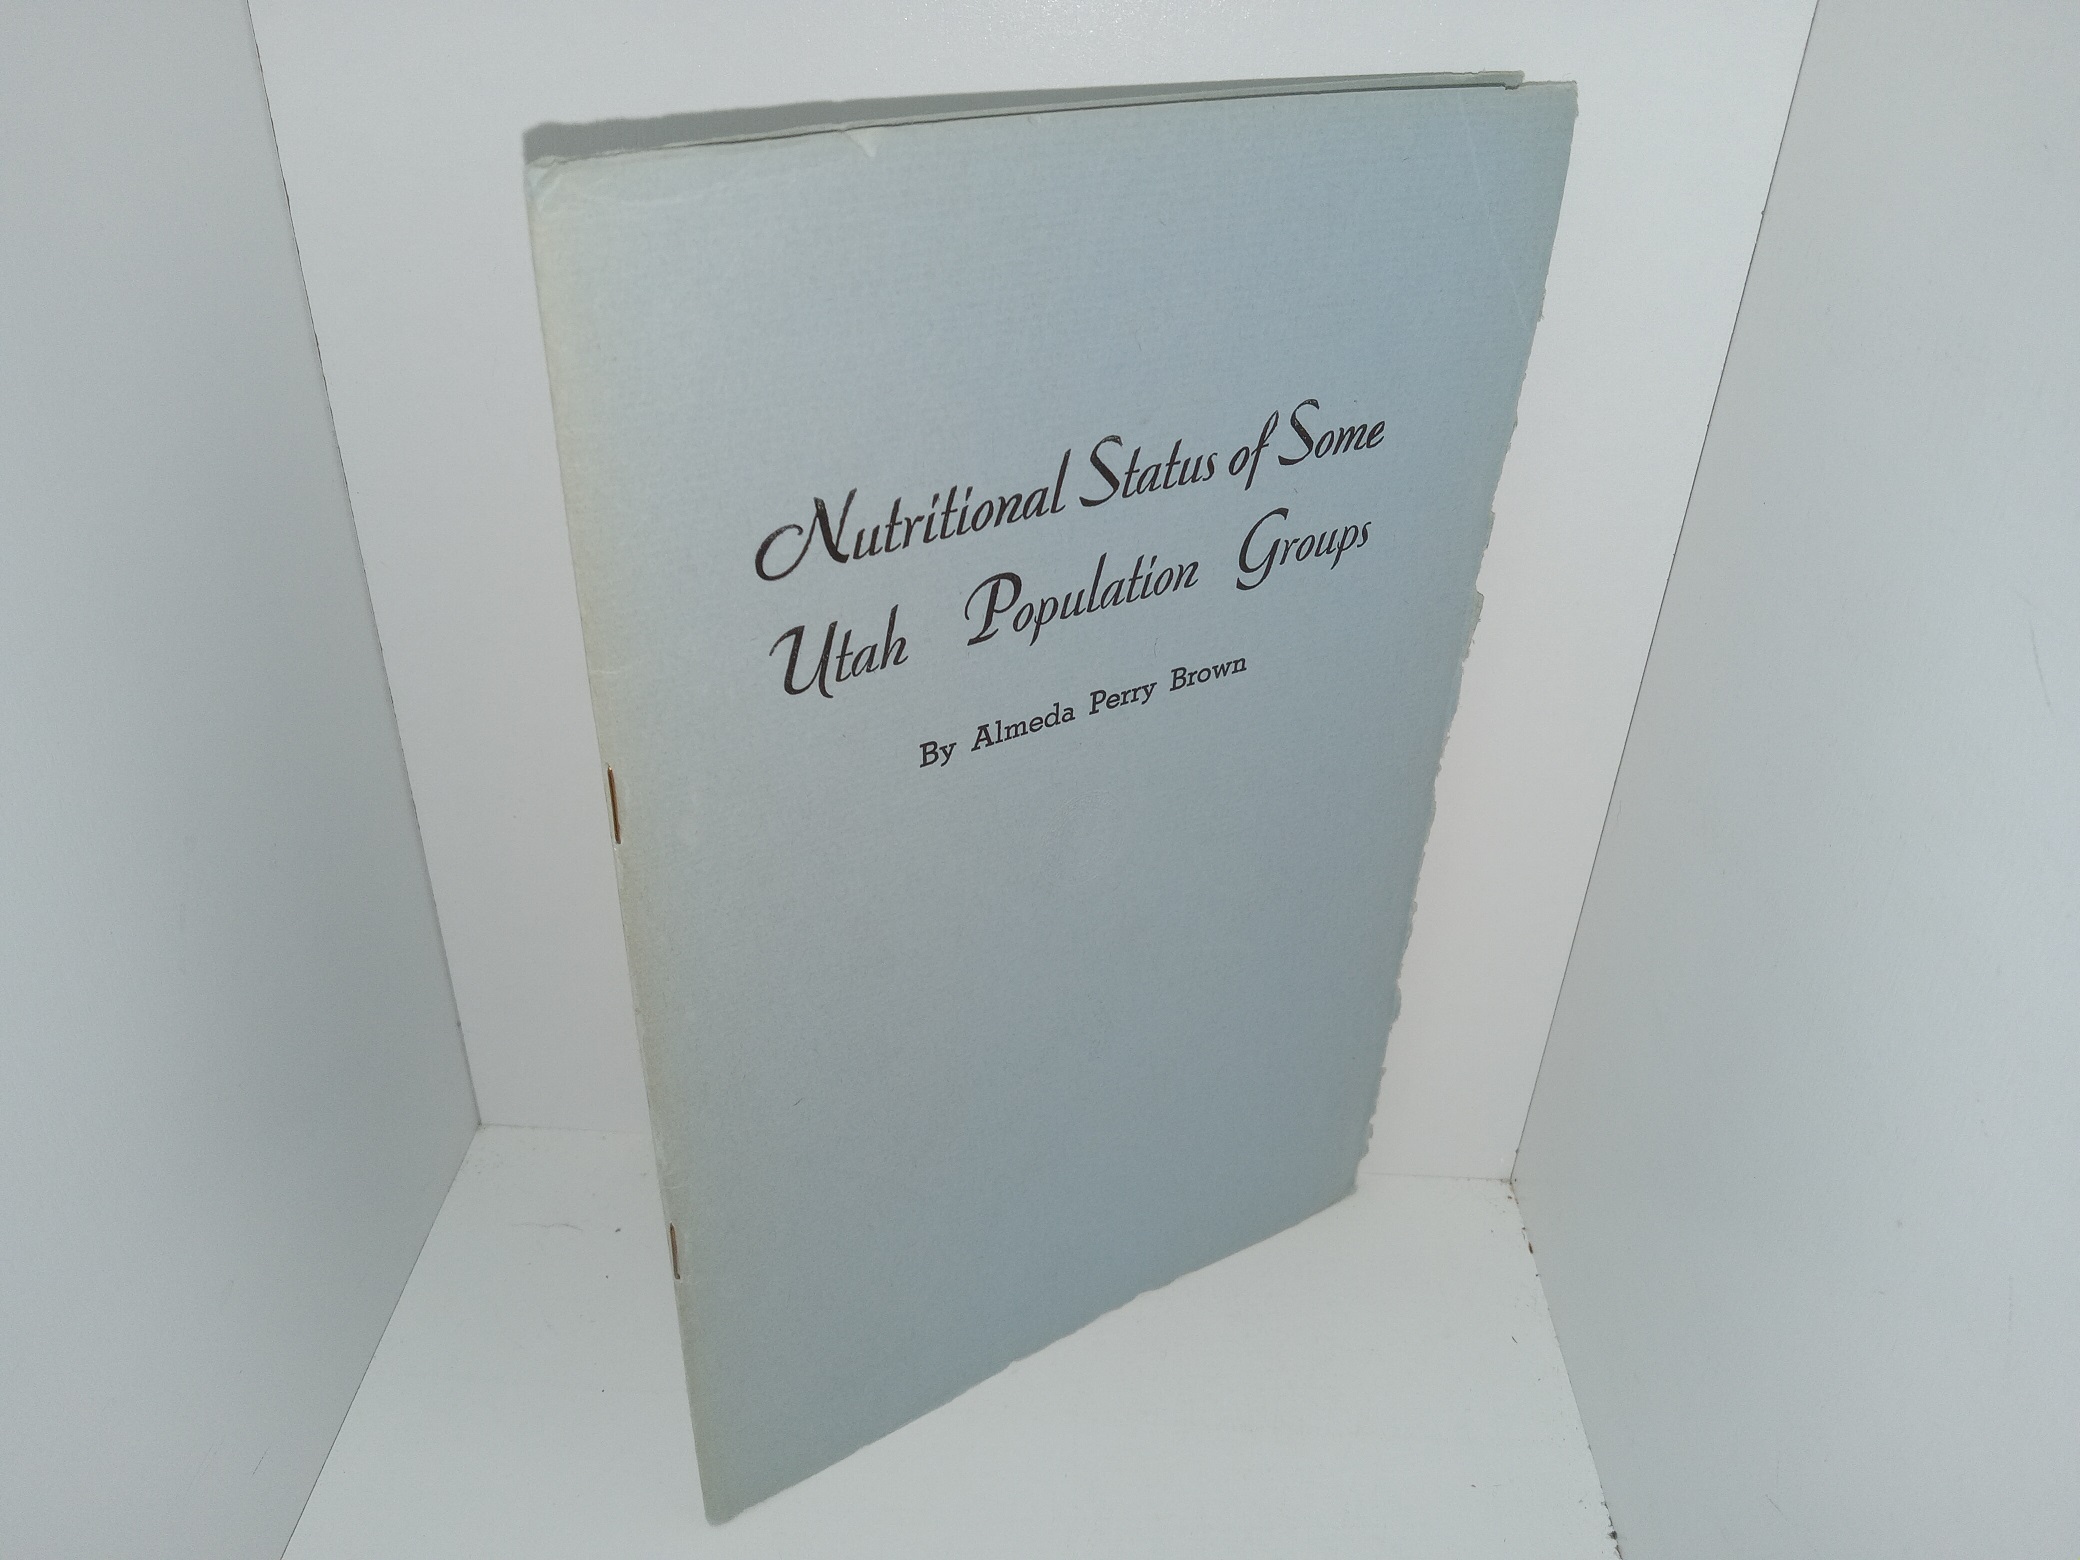 Nutritional Status of Some
Utah Population Groups
By Almeda Perry Brown